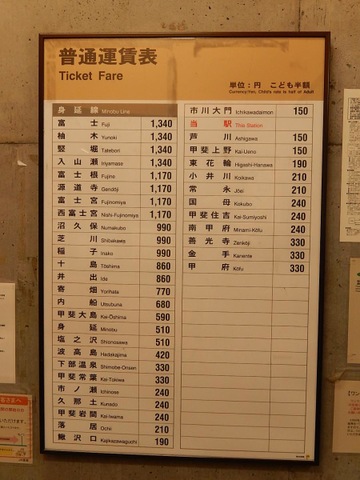 普通運賃表
Ticket Fare
単位：円　こども半額
Currency/Yen, Child's rate is half of Adult
身延線 Minobu Line
富士 Fuji 1,340
柚木 Yunoki 1,340
竪堀 Tatebori 1,340
入山瀬 Iriyamase 1,340
富士根 Fujine 1,170
源道寺 Gendōji 1,170
富士宮 Fujinomiya 1,170
西富士宮 Nishi-Fujinomiya 1,170
沼久保 Numakubo 990
芝川 Shibakawa 990
稲子 Inako 990
十島 Tōshima 860
井出 Ide 860
寄畑 Yorihata 770
内船 Utsubuna 680
甲斐大島 Kai-Ōshima 590
身延 Minobu 510
塩之沢 Shionosawa 510
波高島 Hadakajima 420
下部温泉 Shimobe-Onsen 330
甲斐常葉 Kai-Tokiwa 330
市ノ瀬 Ichinose 240
久那土 Kunado 240
甲斐岩間 Kai-Iwama 240
落居 Ochii 210
鰍沢口 Kajikazawaguchi 190
市川大門 Ichikawadaimon 150
当駅 This Station
芦川 Ashigawa 150
甲斐上野 Kai-Ueno 150
東花輪 Higashi-Hanawa 190
小井川 Koikawa 210
常永 Jōei 210
国母 Kokubo 240
甲斐住吉 Kai-Sumiyoshi 240
南甲府 Minami-Kōfu 240
善光寺 Zenkōji 330
金手 Kanente 330
甲府 Kōfu 330